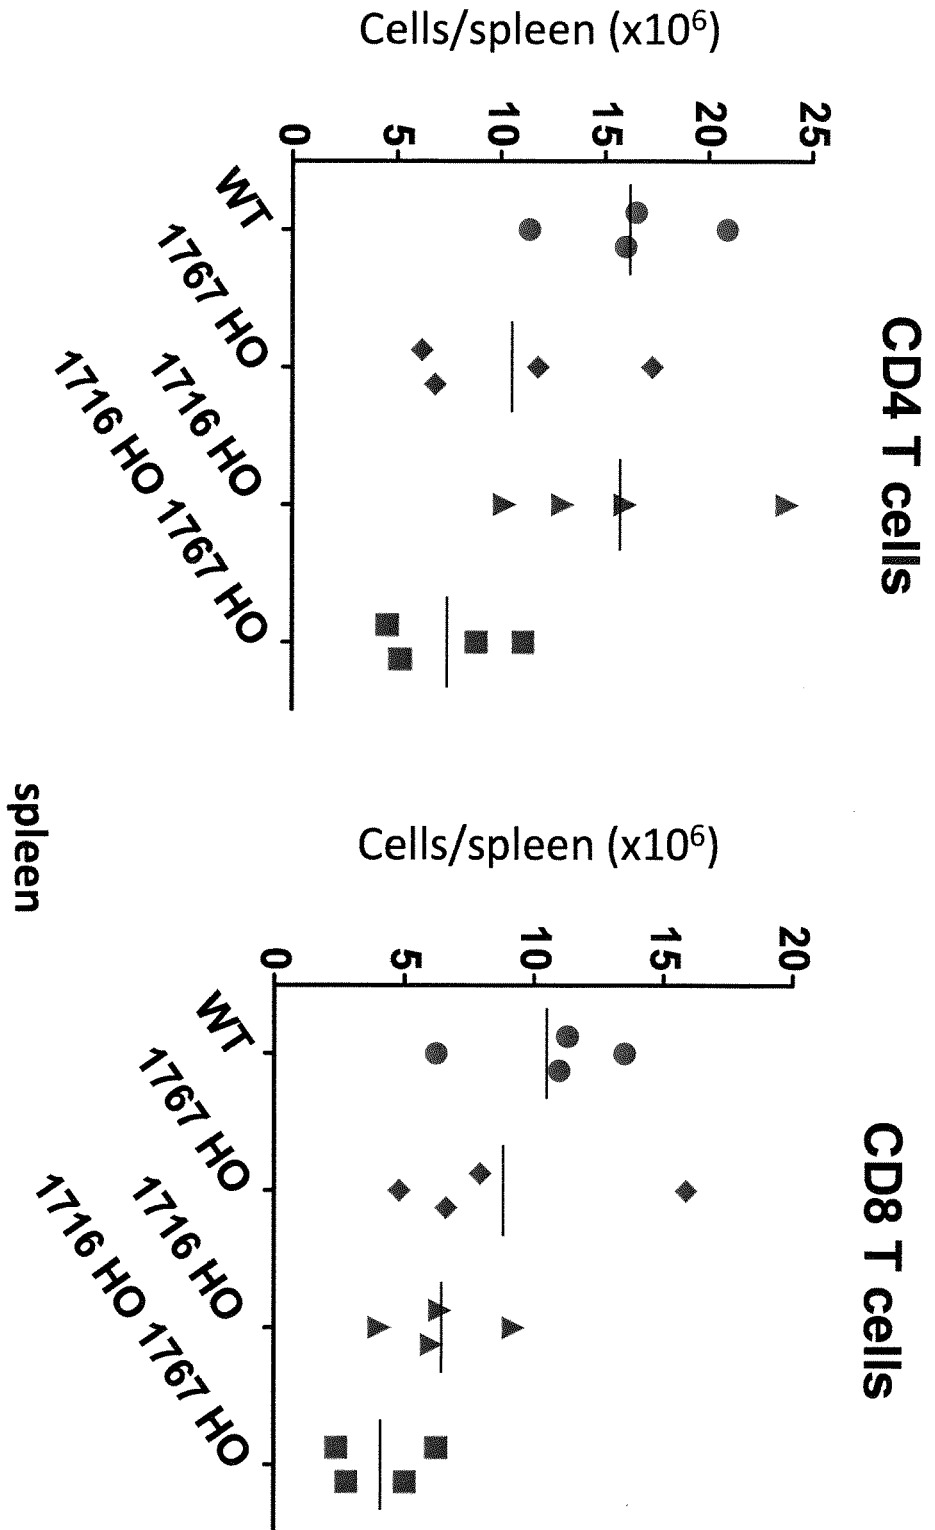 CD4 T cells
Cells/spleen (x10⁶)
25
20
15
10
5
0
WT
1767 HO
1716 HO
1716 HO 1767 HO
CD8 T cells
Cells/spleen (x10⁶)
20
15
10
5
0
WT
1767 HO
1716 HO
1716 HO 1767 HO
spleen